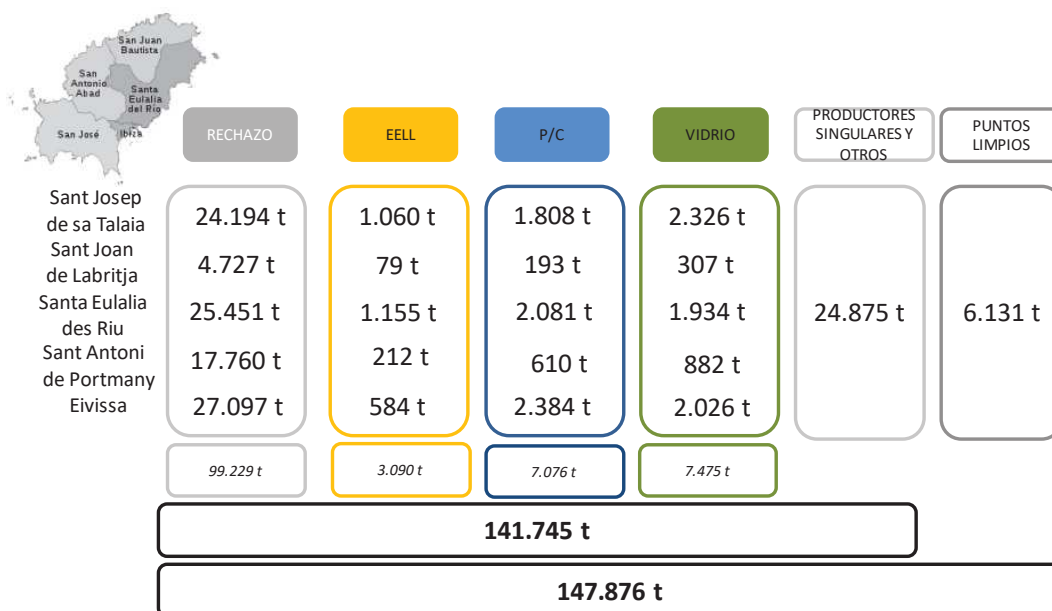 San Juan
Bautista
San
Antonio
Abad
Santa
Eulalia
del Río
San José
Ibiza
RECHAZO
EELL
P/C
VIDRIO
PRODUCTORES
SINGULARES Y
OTROS
PUNTOS
LIMPIOS
Sant Josep
de sa Talaia
24.194 t
1.060 t
1.808 t
2.326 t
Sant Joan
de Labritja
4.727 t
79 t
193 t
307 t
Santa Eulalia
des Riu
25.451 t
1.155 t
2.081 t
1.934 t
24.875 t
6.131 t
Sant Antoni
de Portmany
17.760 t
212 t
610 t
882 t
Eivissa
27.097 t
584 t
2.384 t
2.026 t
99.229 t
3.090 t
7.076 t
7.475 t
141.745 t
147.876 t